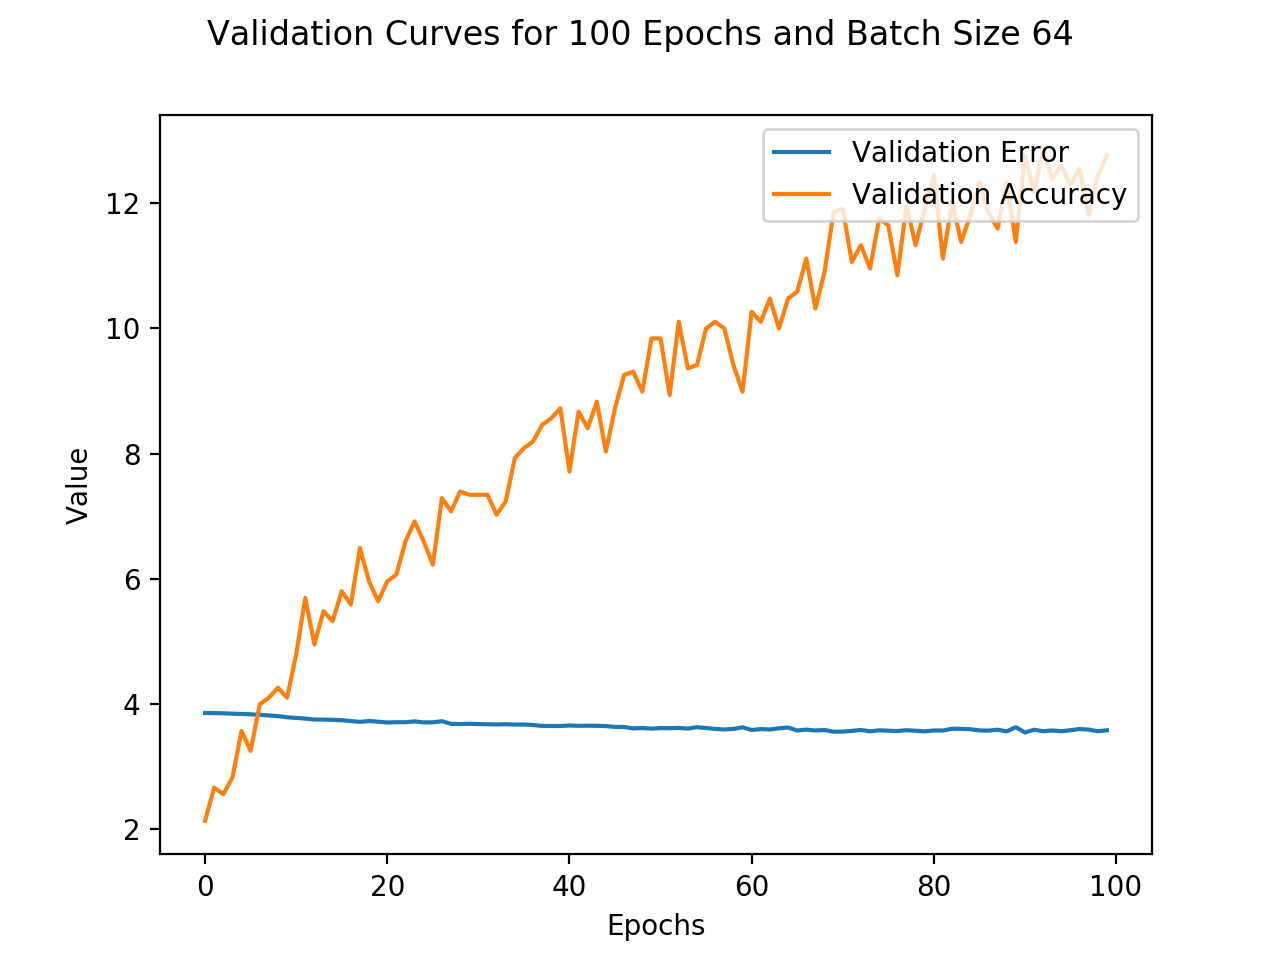 Validation Curves for 100 Epochs and Batch Size 64
Validation Error
Validation Accuracy
12
10
8
6
4
2
Value
0 20 40 60 80 100
Epochs